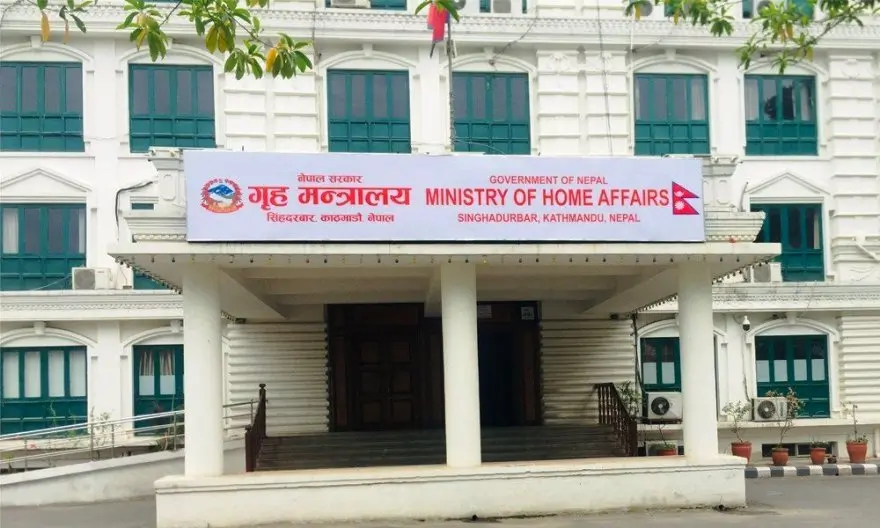 नेपाल सरकार
गृह मन्त्रालय
सिंहदरबार, काठमाडौं नेपाल
GOVERNMENT OF NEPAL
MINISTRY OF HOME AFFAIRS
SINGHADURBAR, KATHMANDU, NEPAL